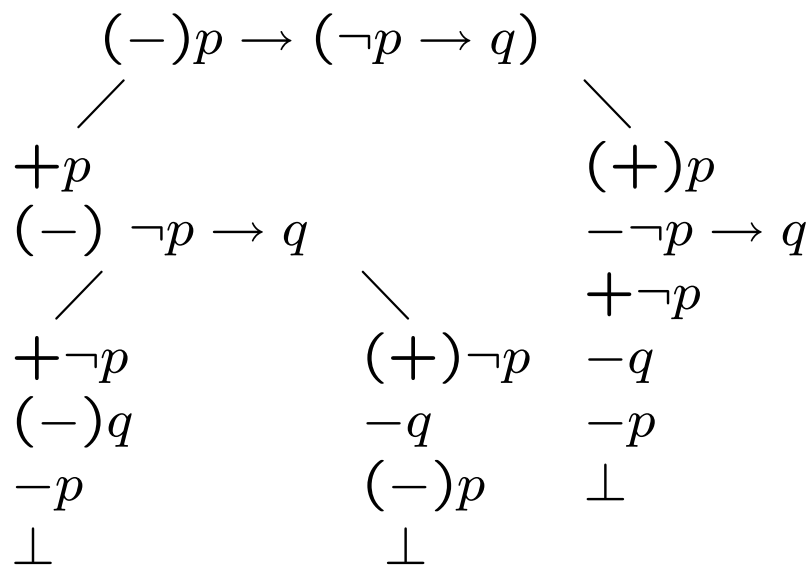 (−)p → (¬p → q)
+p (+)p
(−) ¬p → q −¬p → q
+¬p
+¬p (+)¬p −q
(−)q −q −p
−p (−)p ⊥
⊥ ⊥